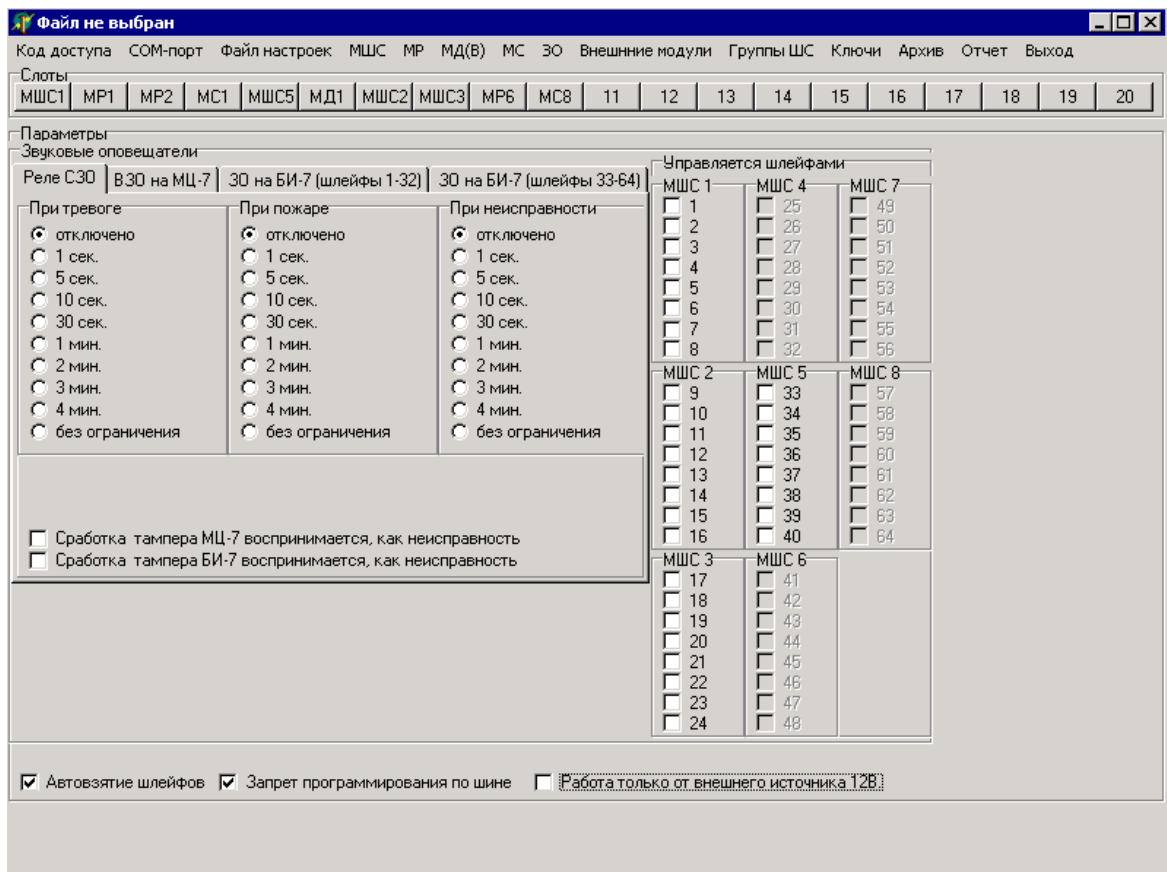 Файл не выбран
Код доступа COM-порт Файл настроек МШС МР МД(В) МС ЗО Внешнние модули Группы ШС Ключи Архив Отчет Выход
Слоты
МШС1 МР1 МР2 МС1 МШС5 МД1 МШС2 МШС3 МР6 МС8 11 12 13 14 15 16 17 18 19 20
Параметры
Звуковые оповещатели
Реле СЗО ВЗО на МЦ-7 ЗО на БИ-7 (шлейфы 1-32) ЗО на БИ-7 (шлейфы 33-64)
При тревоге
отключено
1 сек.
5 сек.
10 сек.
30 сек.
1 мин.
2 мин.
3 мин.
4 мин.
без ограничения
При пожаре
отключено
1 сек.
5 сек.
10 сек.
30 сек.
1 мин.
2 мин.
3 мин.
4 мин.
без ограничения
При неисправности
отключено
1 сек.
5 сек.
10 сек.
30 сек.
1 мин.
2 мин.
3 мин.
4 мин.
без ограничения
Сработка тампера МЦ-7 воспринимается, как неисправность
Сработка тампера БИ-7 воспринимается, как неисправность
Управляется шлейфами
МШС 1 МШС 4 МШС 7
1 25 49
2 26 50
3 27 51
4 28 52
5 29 53
6 30 54
7 31 55
8 32 56
МШС 2 МШС 5 МШС 8
9 33 57
10 34 58
11 35 59
12 36 60
13 37 61
14 38 62
15 39 63
16 40 64
МШС 3 МШС 6
17 41
18 42
19 43
20 44
21 45
22 46
23 47
24 48
Автовзятие шлейфов Запрет программирования по шине Работа только от внешнего источника 12В.